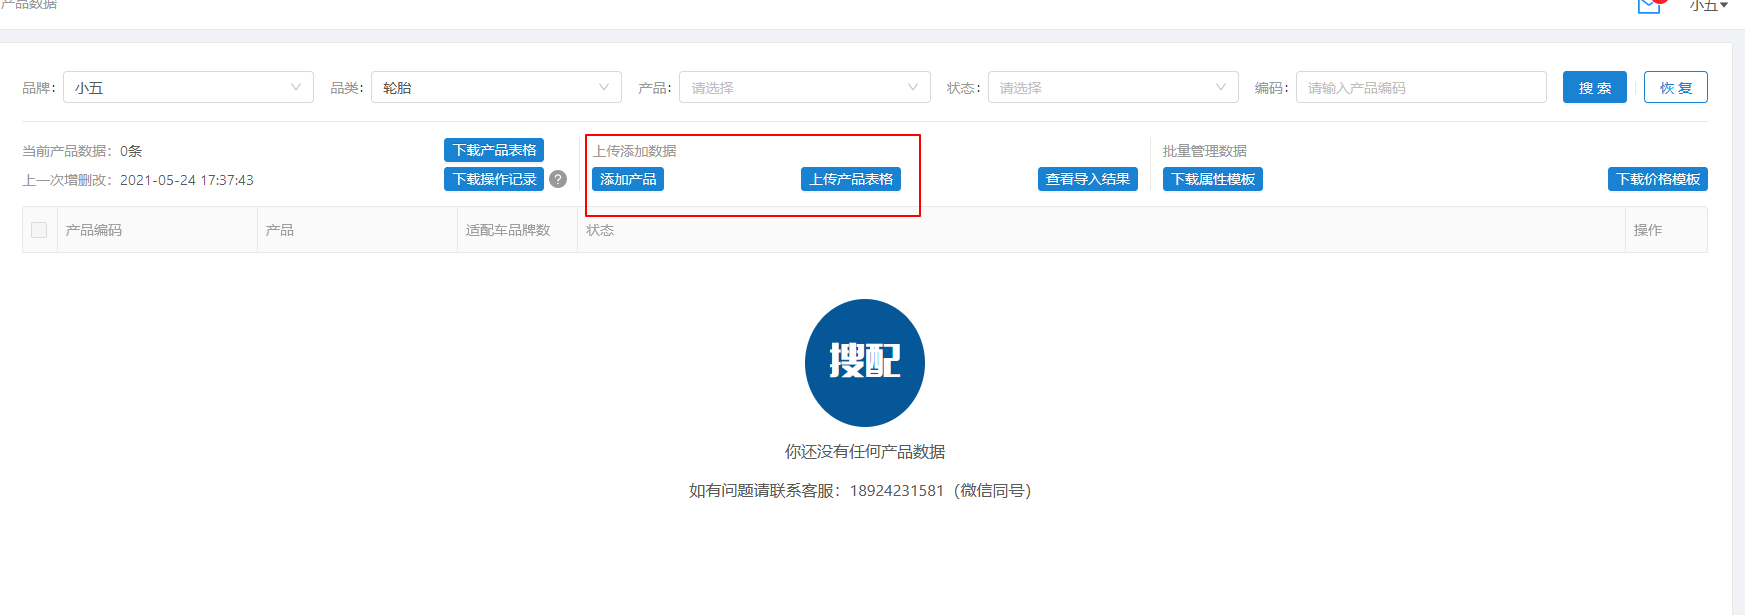 产品数据
小五
品牌： 小五 品类： 轮胎 产品： 请选择 状态： 请选择 编码： 请输入产品编码 搜 索 恢 复
当前产品数据：0条 下载产品表格 上传添加数据 批量管理数据
上一次增删改：2021-05-24 17:37:43 下载操作记录 ? 添加产品 上传产品表格 查看导入结果 下载属性模板 下载价格模板
产品编码 产品 适配车品牌数 状态 操作
搜配
你还没有任何产品数据
如有问题请联系客服：18924231581（微信同号）